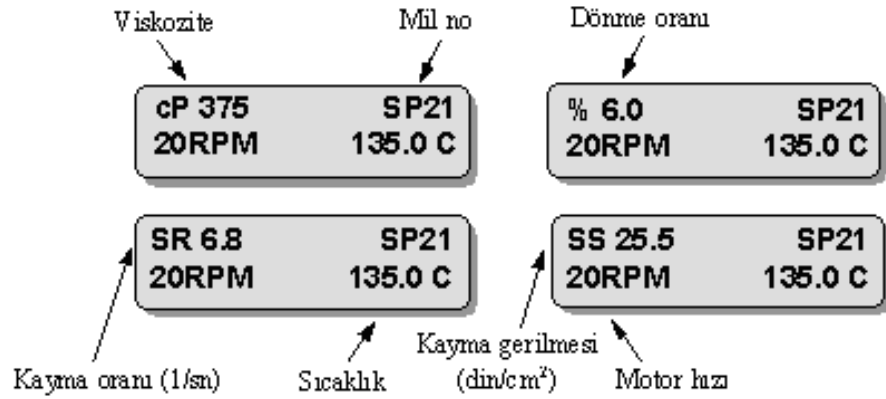 Viskozite Mil no Dönme oranı
cP 375 SP21
20RPM 135.0 C
% 6.0 SP21
20RPM 135.0 C
SR 6.8 SP21
20RPM 135.0 C
SS 25.5 SP21
20RPM 135.0 C
Kayma oranı (1/sn)
Sıcaklık
Kayma gerilmesi
(din/cm²)
Motor hızı